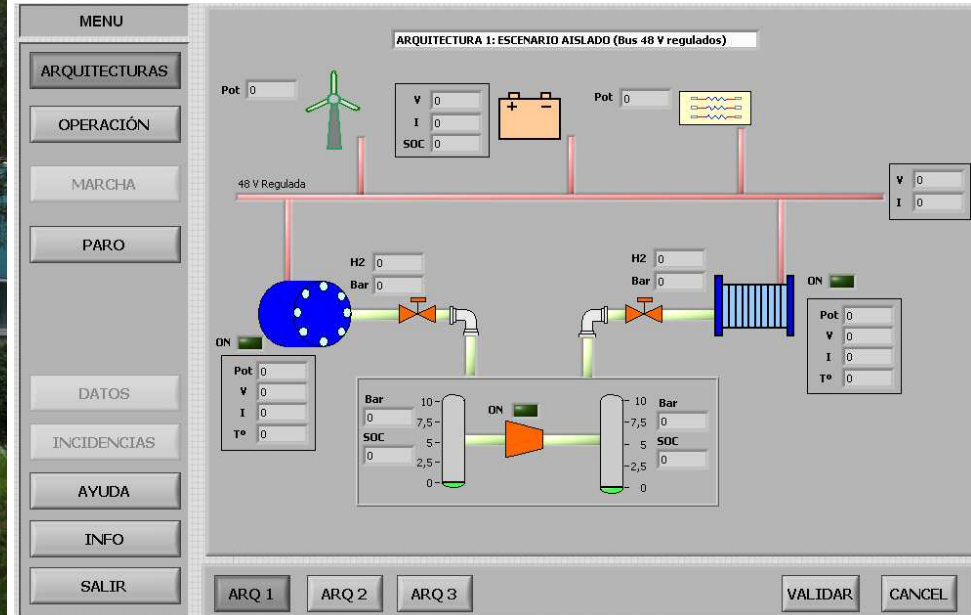 MENU
ARQUITECTURAS
OPERACIÓN
MARCHA
PARO
DATOS
INCIDENCIAS
AYUDA
INFO
SALIR
ARQUITECTURA 1: ESCENARIO AISLADO (Bus 48 V regulados)
Pot 0
V 0
I 0
SOC 0
+ −
Pot 0
48 V Regulada
V 0
I 0
H2 0
Bar 0
H2 0
Bar 0
ON
ON
Pot 0
V 0
I 0
Tº 0
Pot 0
V 0
I 0
Tº 0
Bar
0
SOC
0
10
7,5
5
2,5
0
ON
10
7,5
5
2,5
0
Bar
0
SOC
0
ARQ 1 ARQ 2 ARQ 3 VALIDAR CANCEL